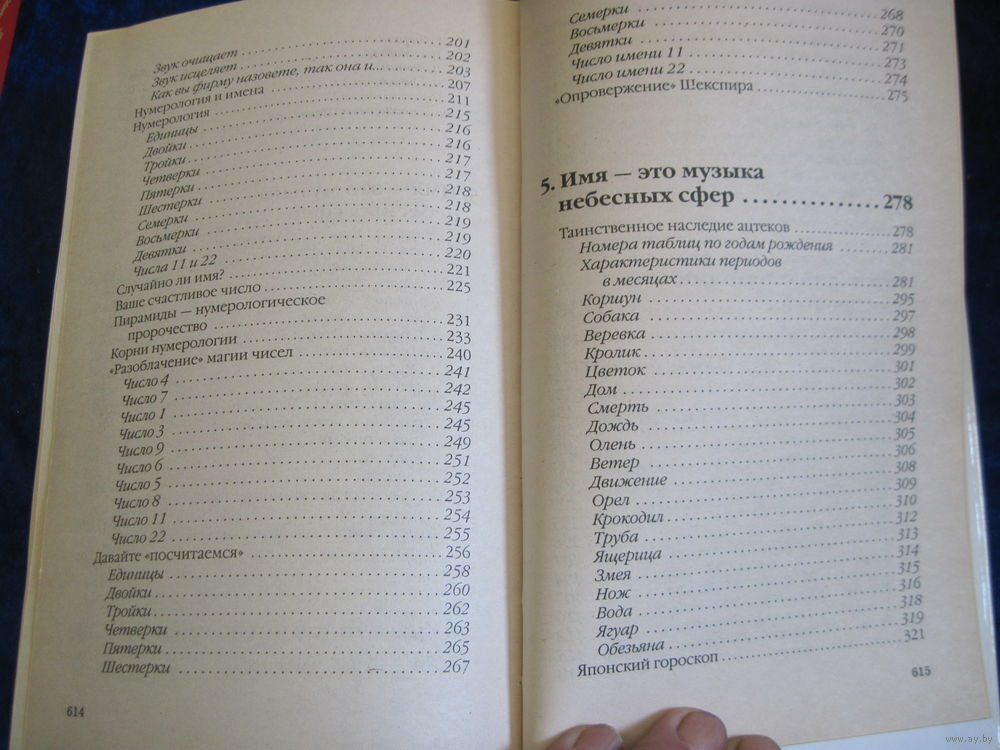 Звук очищает ... 201
Звук исцеляет ... 202
Как вы фирму назовете, так она и... ... 203
Нумерология и имена ... 207
Нумерология ... 211
Единицы ... 215
Двойки ... 216
Тройки ... 216
Четверки ... 217
Пятерки ... 217
Шестерки ... 218
Семерки ... 218
Восьмерки ... 219
Девятки ... 219
Числа 11 и 22 ... 220
Случайно ли имя? ... 221
Ваше счастливое число ... 225
Пирамиды — нумерологическое
пророчество ... 231
Корни нумерологии ... 233
«Разоблачение» магии чисел ... 240
Число 4 ... 241
Число 7 ... 242
Число 1 ... 245
Число 3 ... 245
Число 9 ... 249
Число 6 ... 251
Число 5 ... 252
Число 8 ... 253
Число 11 ... 254
Число 22 ... 255
Давайте «посчитаемся» ... 256
Единицы ... 258
Двойки ... 260
Тройки ... 262
Четверки ... 263
Пятерки ... 265
Шестерки ... 267
614
Семерки ... 268
Восьмерки ... 270
Девятки ... 271
Число имени 11 ... 273
Число имени 22 ... 274
«Опровержение» Шекспира ... 275
5. Имя — это музыка
небесных сфер ... 278
Таинственное наследие ацтеков ... 278
Номера таблиц по годам рождения ... 281
Характеристики периодов
в месяцах ... 281
Коршун ... 295
Собака ... 297
Веревка ... 298
Кролик ... 299
Цветок ... 301
Дом ... 302
Смерть ... 303
Дождь ... 304
Олень ... 305
Ветер ... 306
Движение ... 308
Орел ... 309
Крокодил ... 310
Труба ... 312
Ящерица ... 313
Змея ... 314
Нож ... 315
Вода ... 316
Ягуар ... 318
Обезьяна ... 319
Японский гороскоп ... 321
615
www.ay.by